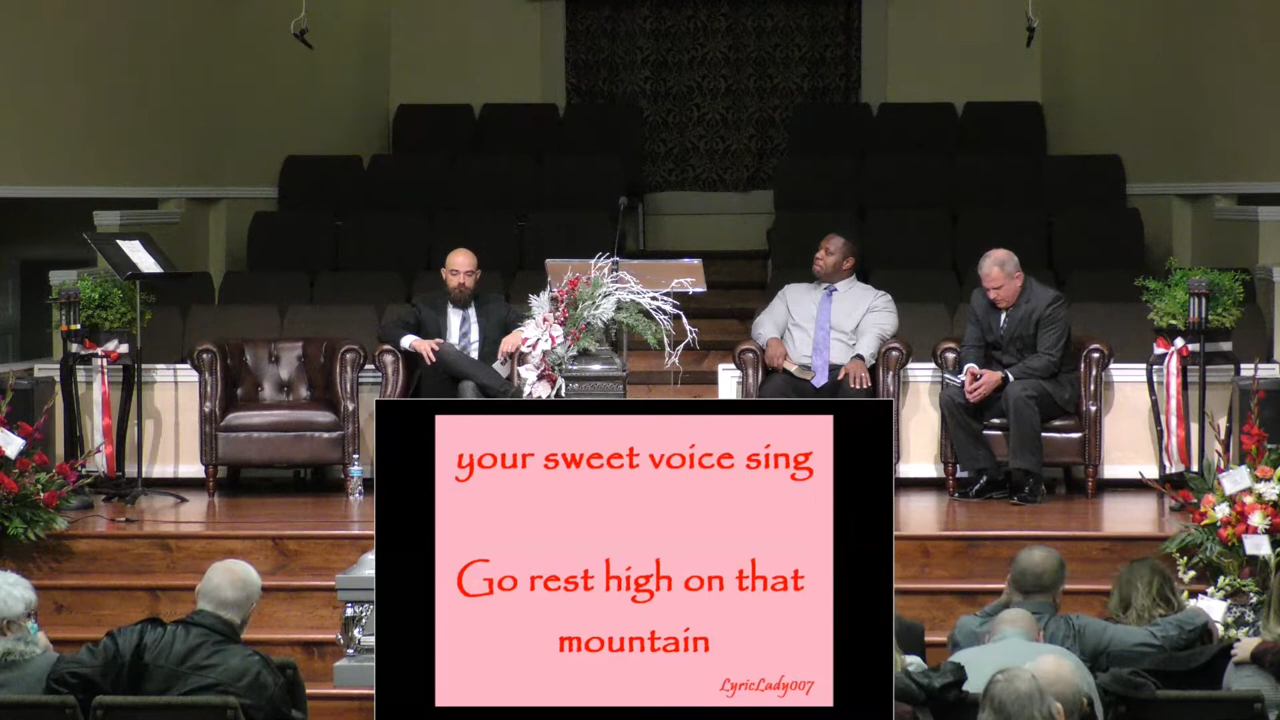 your sweet voice sing
Go rest high on that
mountain
LyricLady007